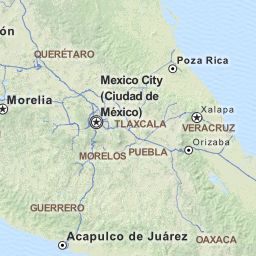 ÓN
QUERÉTARO
Poza Rica
Mexico City
(Ciudad de
México)
Morelia
Xalapa
TLAXCALA
VERACRUZ
Orizaba
PUEBLA
MORELOS
GUERRERO
Acapulco de Juárez
OAXACA